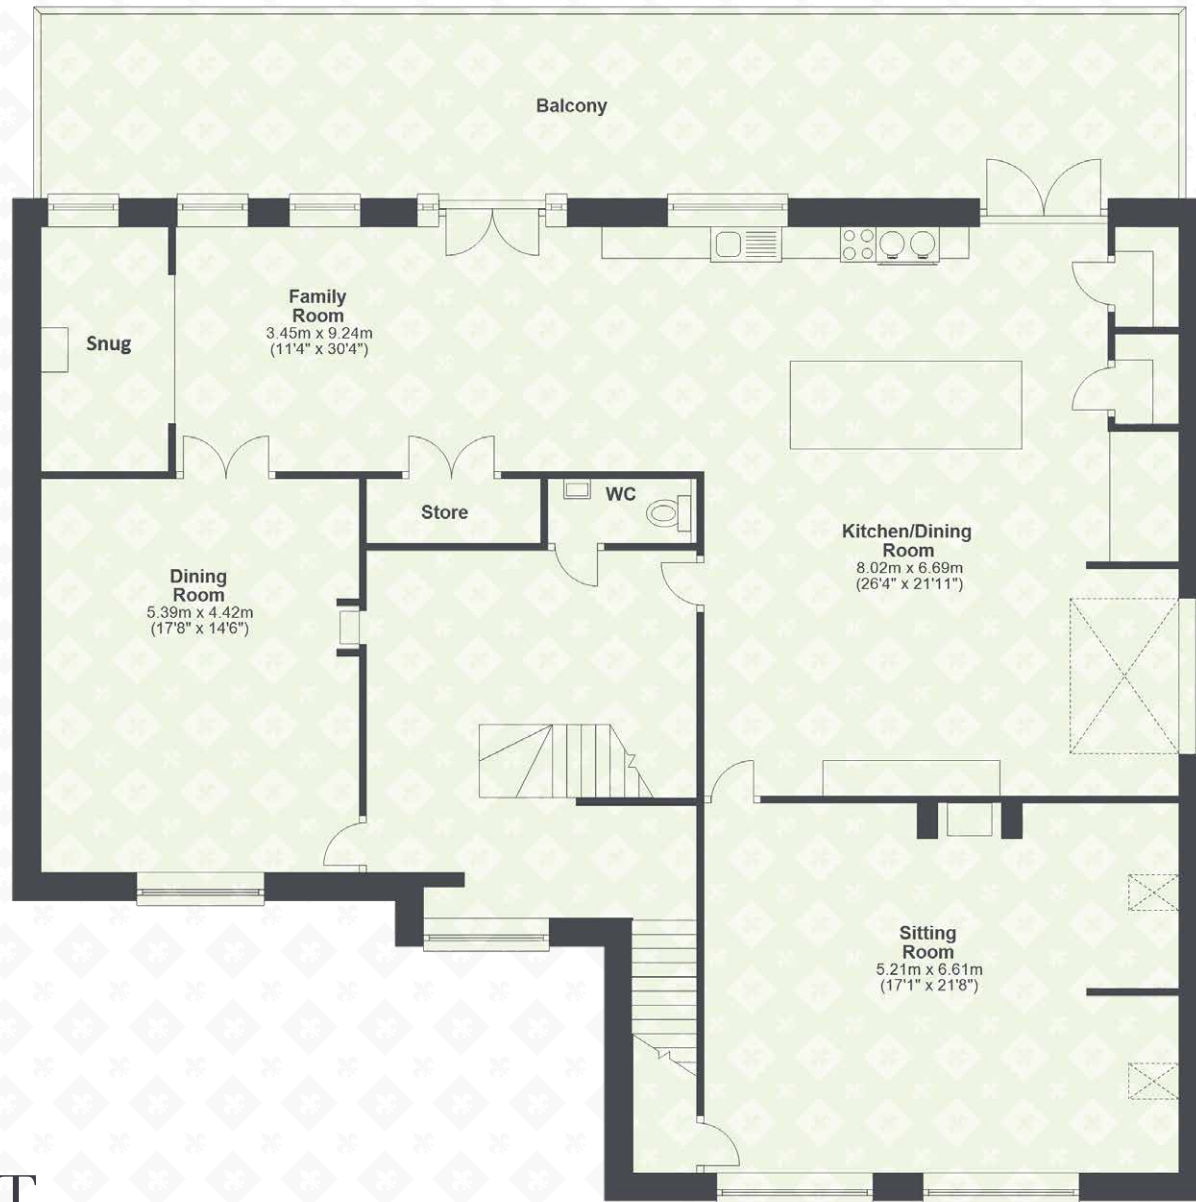 Balcony
Family
Room
3.45m x 9.24m
(11'4" x 30'4")
Snug
Store
WC
Kitchen/Dining
Room
8.02m x 6.69m
(26'4" x 21'11")
Dining
Room
5.39m x 4.42m
(17'8" x 14'6")
Sitting
Room
5.21m x 6.61m
(17'1" x 21'8")
T